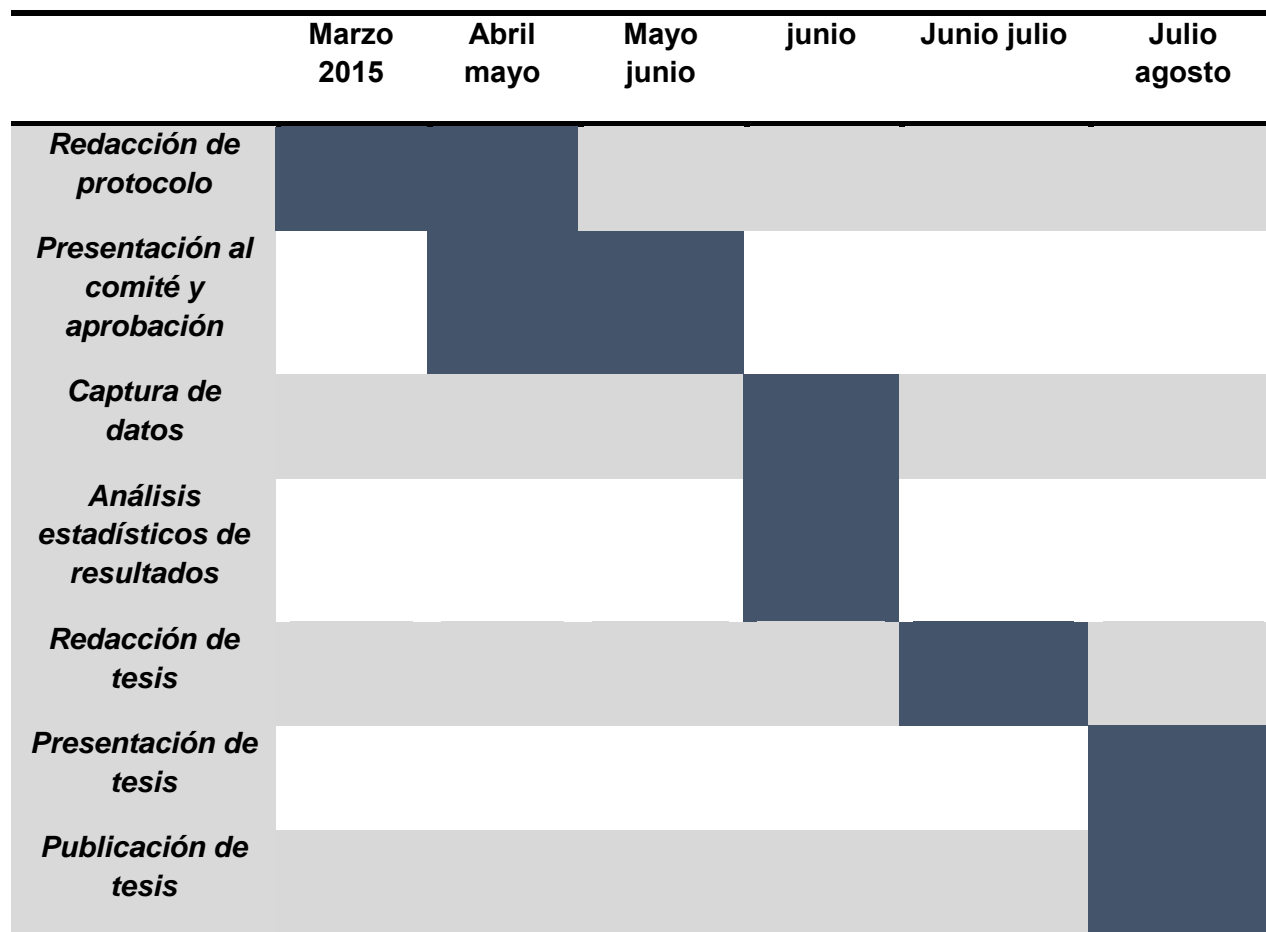 Marzo Abril Mayo junio Junio julio Julio
2015 mayo junio agosto
Redacción de
protocolo
Presentación al
comité y
aprobación
Captura de
datos
Análisis
estadísticos de
resultados
Redacción de
tesis
Presentación de
tesis
Publicación de
tesis